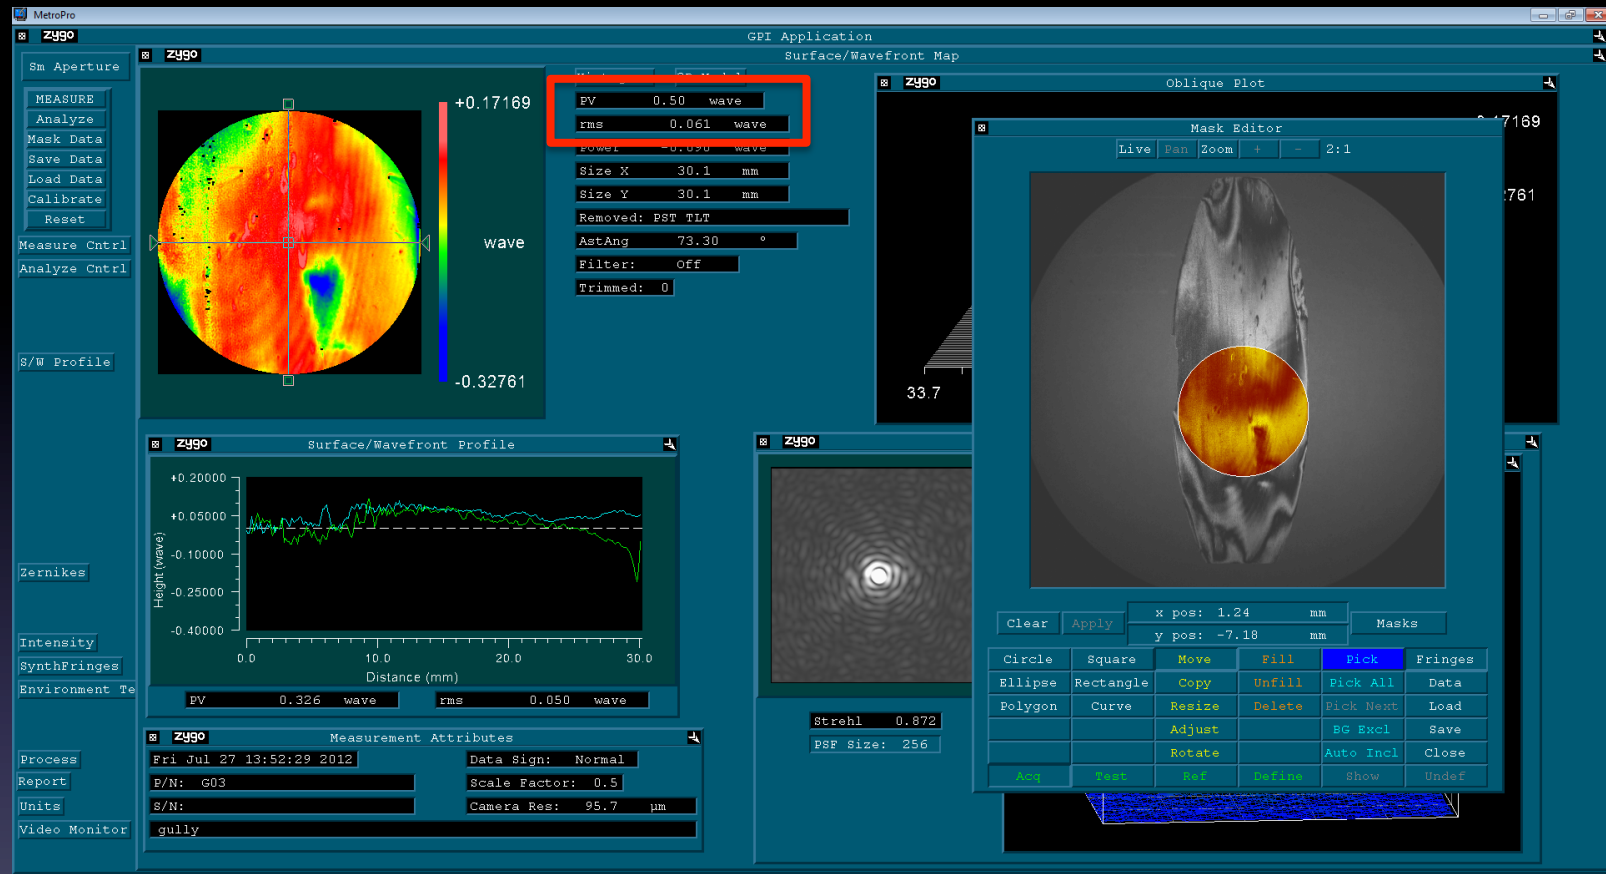 MetroPro
zygo
GPI Application
zygo
Surface/Wavefront Map
Sm Aperture
MEASURE
Analyze
Mask Data
Save Data
Load Data
Calibrate
Reset
Measure Cntrl
Analyze Cntrl
S/W Profile
Zernikes
Intensity
SynthFringes
Environment Te
Process
Report
Units
Video Monitor
+0.17169
wave
-0.32761
PV 0.50 wave
rms 0.061 wave
Power -0.090 wave
Size X 30.1 mm
Size Y 30.1 mm
Removed: PST TLT
AstAng 73.30 °
Filter: Off
Trimmed: 0
zygo
Oblique Plot
33.7
Mask Editor
Live Pan Zoom + - 2:1
x pos: 1.24 mm
y pos: -7.18 mm
Clear Apply Masks
Circle Square Move Fill Pick Fringes
Ellipse Rectangle Copy Unfill Pick All Data
Polygon Curve Resize Delete Pick Next Load
Adjust BG Excl Save
Rotate Auto Incl Close
Acq Test Ref Define Show Undef
zygo
Surface/Wavefront Profile
+0.20000
+0.05000
-0.10000
-0.25000
-0.40000
Height (wave)
0.0 10.0 20.0 30.0
Distance (mm)
PV 0.326 wave rms 0.050 wave
zygo
Strehl 0.872
PSF Size: 256
zygo
Measurement Attributes
Fri Jul 27 13:52:29 2012 Data Sign: Normal
P/N: G03 Scale Factor: 0.5
S/N: Camera Res: 95.7 µm
gully